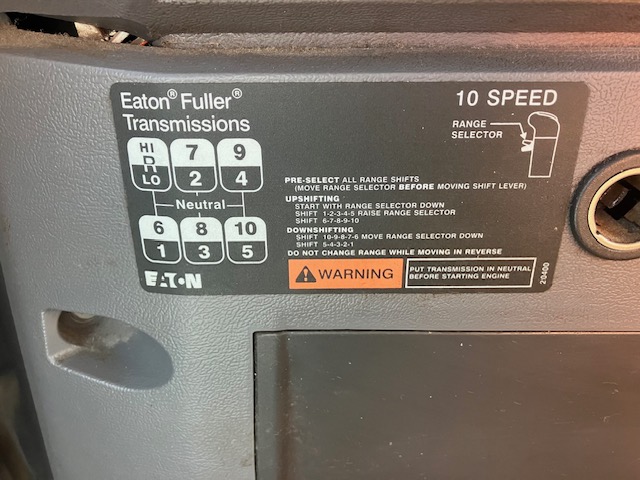 Eaton® Fuller®
Transmissions
10 SPEED
RANGE
SELECTOR
HI
R
LO
7
2
9
4
Neutral
6
1
8
3
10
5
EATON
PRE-SELECT ALL RANGE SHIFTS
(MOVE RANGE SELECTOR BEFORE MOVING SHIFT LEVER)
UPSHIFTING
START WITH RANGE SELECTOR DOWN
SHIFT 1-2-3-4-5 RAISE RANGE SELECTOR
SHIFT 6-7-8-9-10
DOWNSHIFTING
SHIFT 10-9-8-7-6 MOVE RANGE SELECTOR DOWN
SHIFT 5-4-3-2-1
DO NOT CHANGE RANGE WHILE MOVING IN REVERSE
WARNING
PUT TRANSMISSION IN NEUTRAL
BEFORE STARTING ENGINE
20400